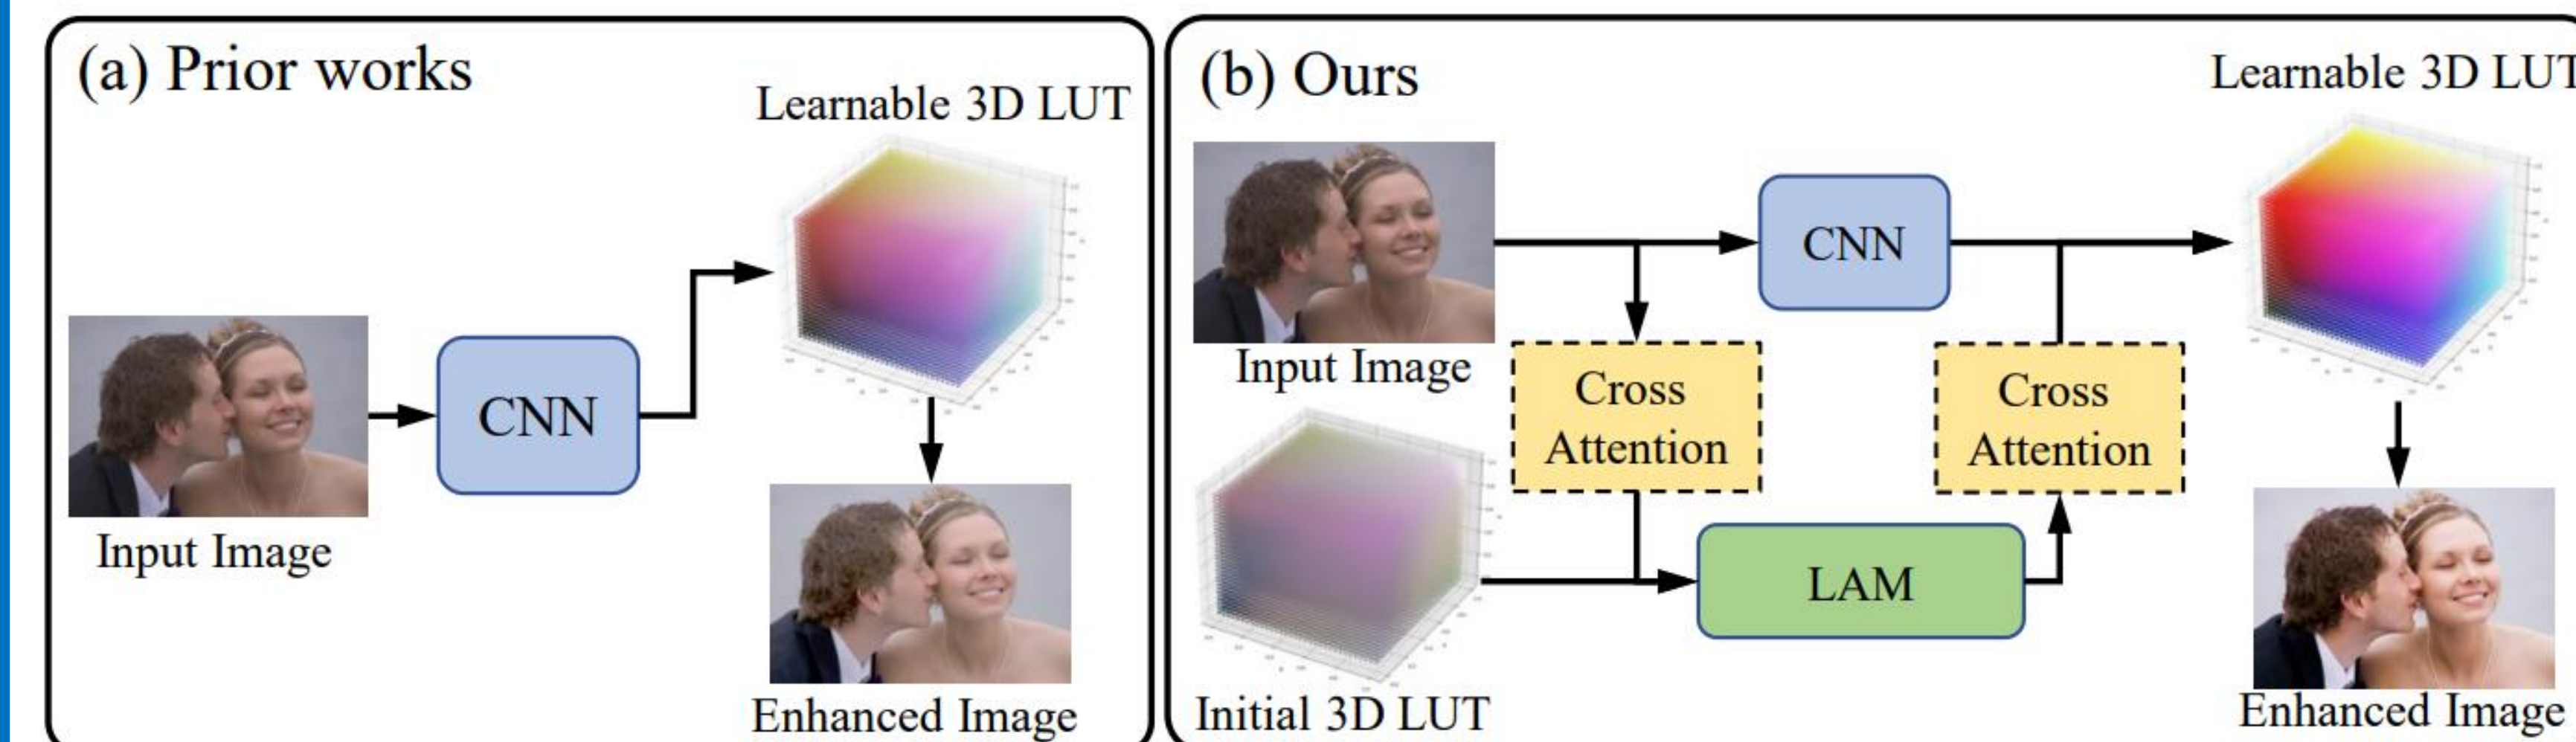 (a) Prior works
Learnable 3D LUT
CNN
Input Image
Enhanced Image
(b) Ours
Learnable 3D LUT
CNN
Input Image
Cross
Attention
Cross
Attention
LAM
Initial 3D LUT
Enhanced Image